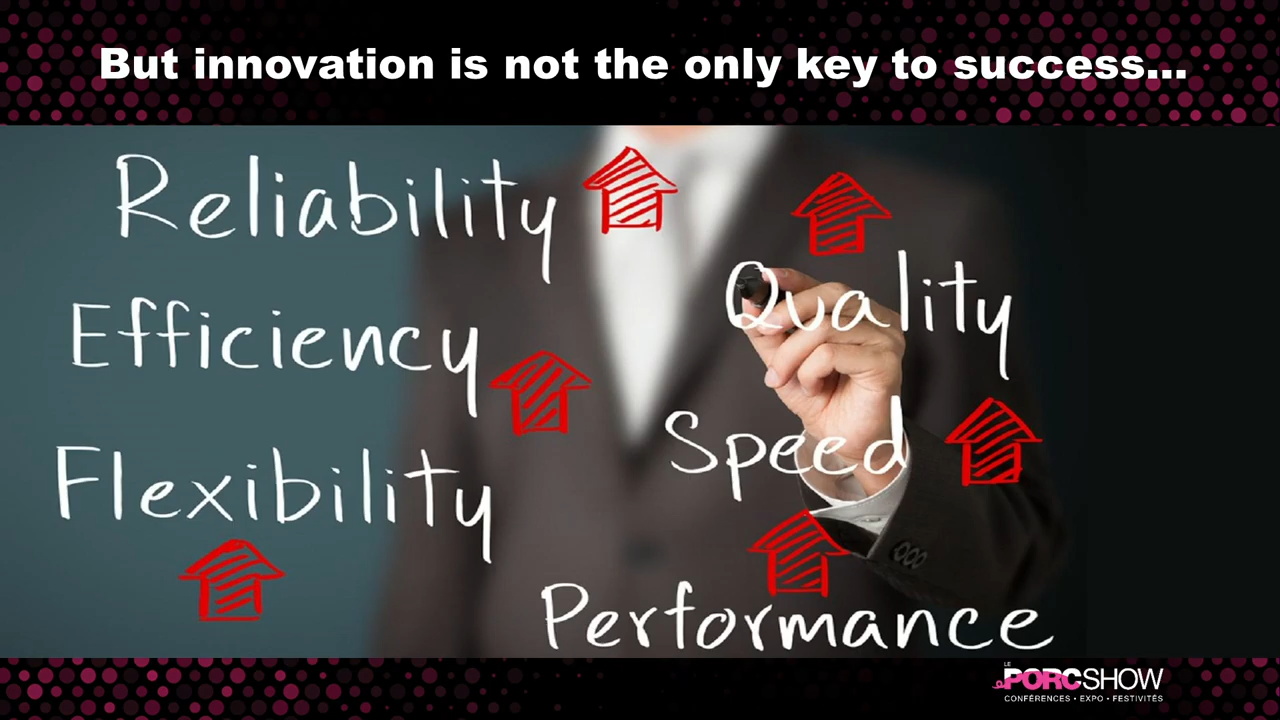 But innovation is not the only key to success...
Reliability
Quality
Efficiency
Speed
Flexibility
Performance
LE
PORCSHOW
CONFÉRENCES • EXPO • FESTIVITÉS